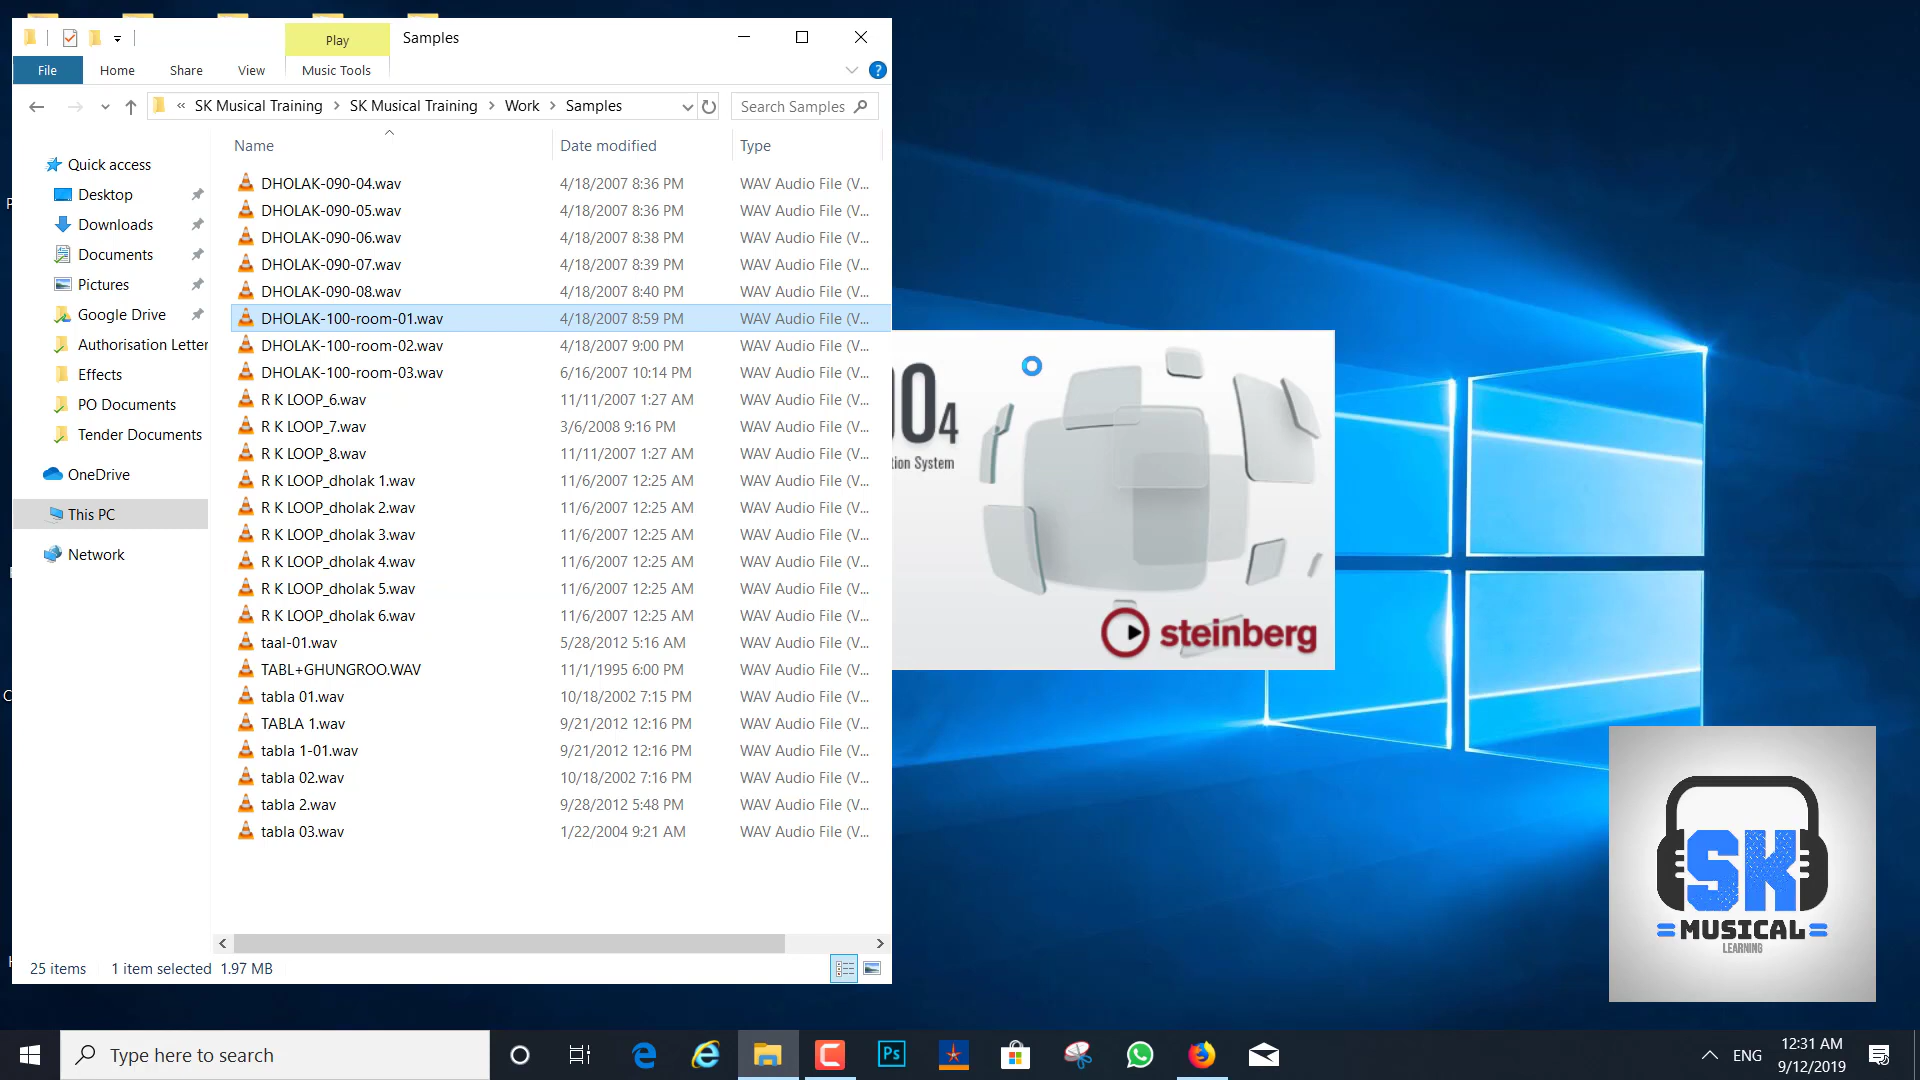 Play
Samples
File
Home
Share
View
Music Tools
« SK Musical Training › SK Musical Training › Work › Samples
Search Samples
Name
Date modified
Type
Quick access
Desktop
Downloads
Documents
Pictures
Google Drive
Authorisation Letter
Effects
PO Documents
Tender Documents
OneDrive
This PC
Network
DHOLAK-090-04.wav 4/18/2007 8:36 PM WAV Audio File (V...
DHOLAK-090-05.wav 4/18/2007 8:36 PM WAV Audio File (V...
DHOLAK-090-06.wav 4/18/2007 8:38 PM WAV Audio File (V...
DHOLAK-090-07.wav 4/18/2007 8:39 PM WAV Audio File (V...
DHOLAK-090-08.wav 4/18/2007 8:40 PM WAV Audio File (V...
DHOLAK-100-room-01.wav 4/18/2007 8:59 PM WAV Audio File (V...
DHOLAK-100-room-02.wav 4/18/2007 9:00 PM WAV Audio File (V...
DHOLAK-100-room-03.wav 6/16/2007 10:14 PM WAV Audio File (V...
R K LOOP_6.wav 11/11/2007 1:27 AM WAV Audio File (V...
R K LOOP_7.wav 3/6/2008 9:16 PM WAV Audio File (V...
R K LOOP_8.wav 11/11/2007 1:27 AM WAV Audio File (V...
R K LOOP_dholak 1.wav 11/6/2007 12:25 AM WAV Audio File (V...
R K LOOP_dholak 2.wav 11/6/2007 12:25 AM WAV Audio File (V...
R K LOOP_dholak 3.wav 11/6/2007 12:25 AM WAV Audio File (V...
R K LOOP_dholak 4.wav 11/6/2007 12:25 AM WAV Audio File (V...
R K LOOP_dholak 5.wav 11/6/2007 12:25 AM WAV Audio File (V...
R K LOOP_dholak 6.wav 11/6/2007 12:25 AM WAV Audio File (V...
taal-01.wav 5/28/2012 5:16 AM WAV Audio File (V...
TABL+GHUNGROO.WAV 11/1/1995 6:00 PM WAV Audio File (V...
tabla 01.wav 10/18/2002 7:15 PM WAV Audio File (V...
TABLA 1.wav 9/21/2012 12:16 PM WAV Audio File (V...
tabla 1-01.wav 9/21/2012 12:16 PM WAV Audio File (V...
tabla 02.wav 10/18/2002 7:16 PM WAV Audio File (V...
tabla 2.wav 9/28/2012 5:48 PM WAV Audio File (V...
tabla 03.wav 1/22/2004 9:21 AM WAV Audio File (V...
25 items 1 item selected 1.97 MB
04
tion System
steinberg
SK
MUSICAL
LEARNING
Type here to search
Ps
ENG
12:31 AM
9/12/2019